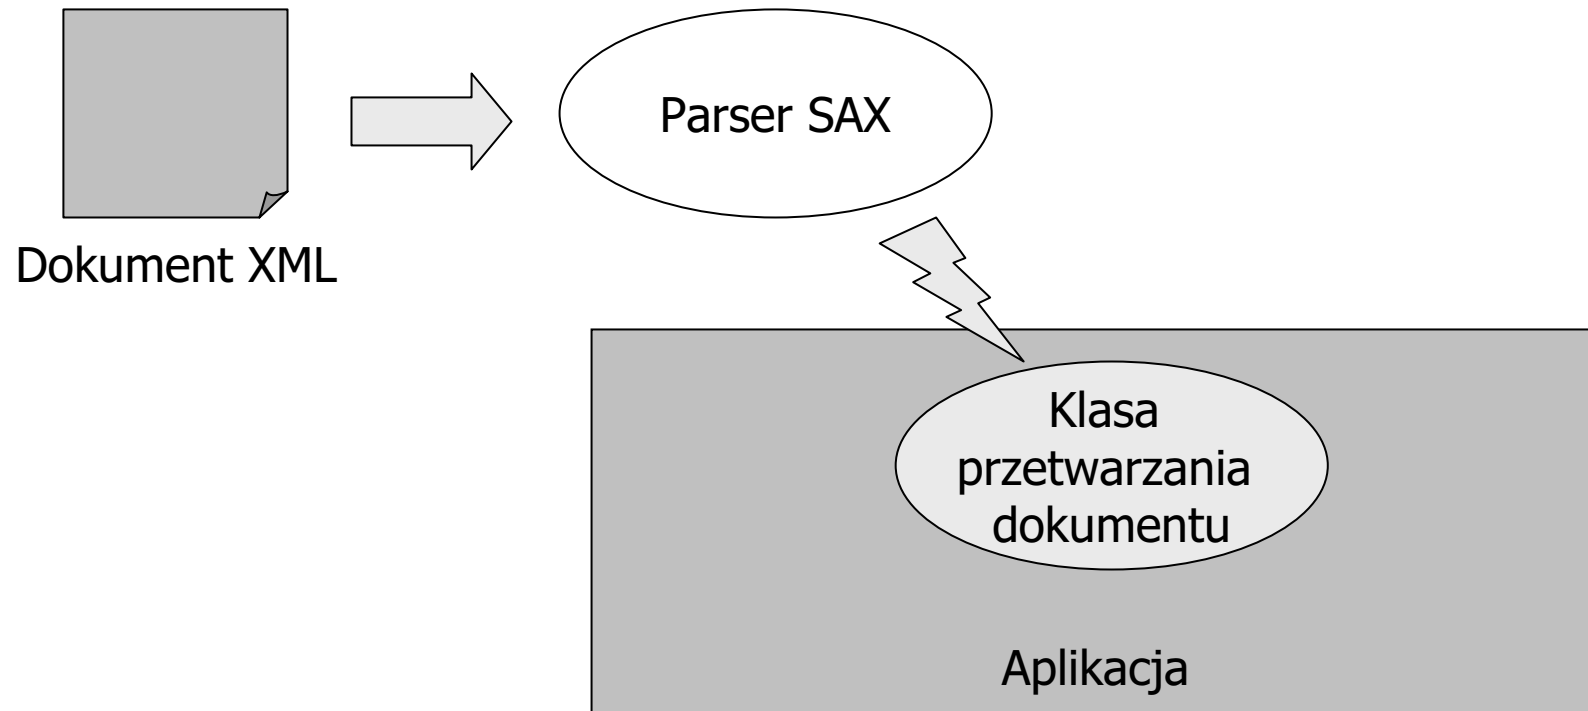 Parser SAX
Dokument XML
Klasa
przetwarzania
dokumentu
Aplikacja